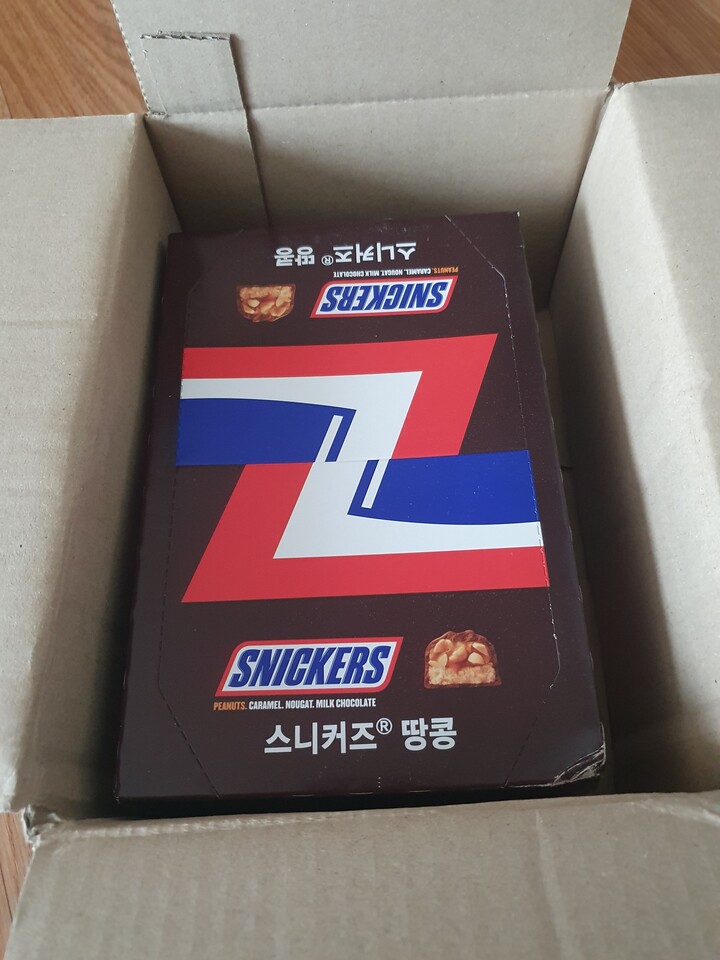 스니커즈® 땅콩
PEANUTS. CARAMEL. NOUGAT. MILK CHOCOLATE
SNICKERS
SNICKERS
PEANUTS. CARAMEL. NOUGAT. MILK CHOCOLATE
스니커즈® 땅콩